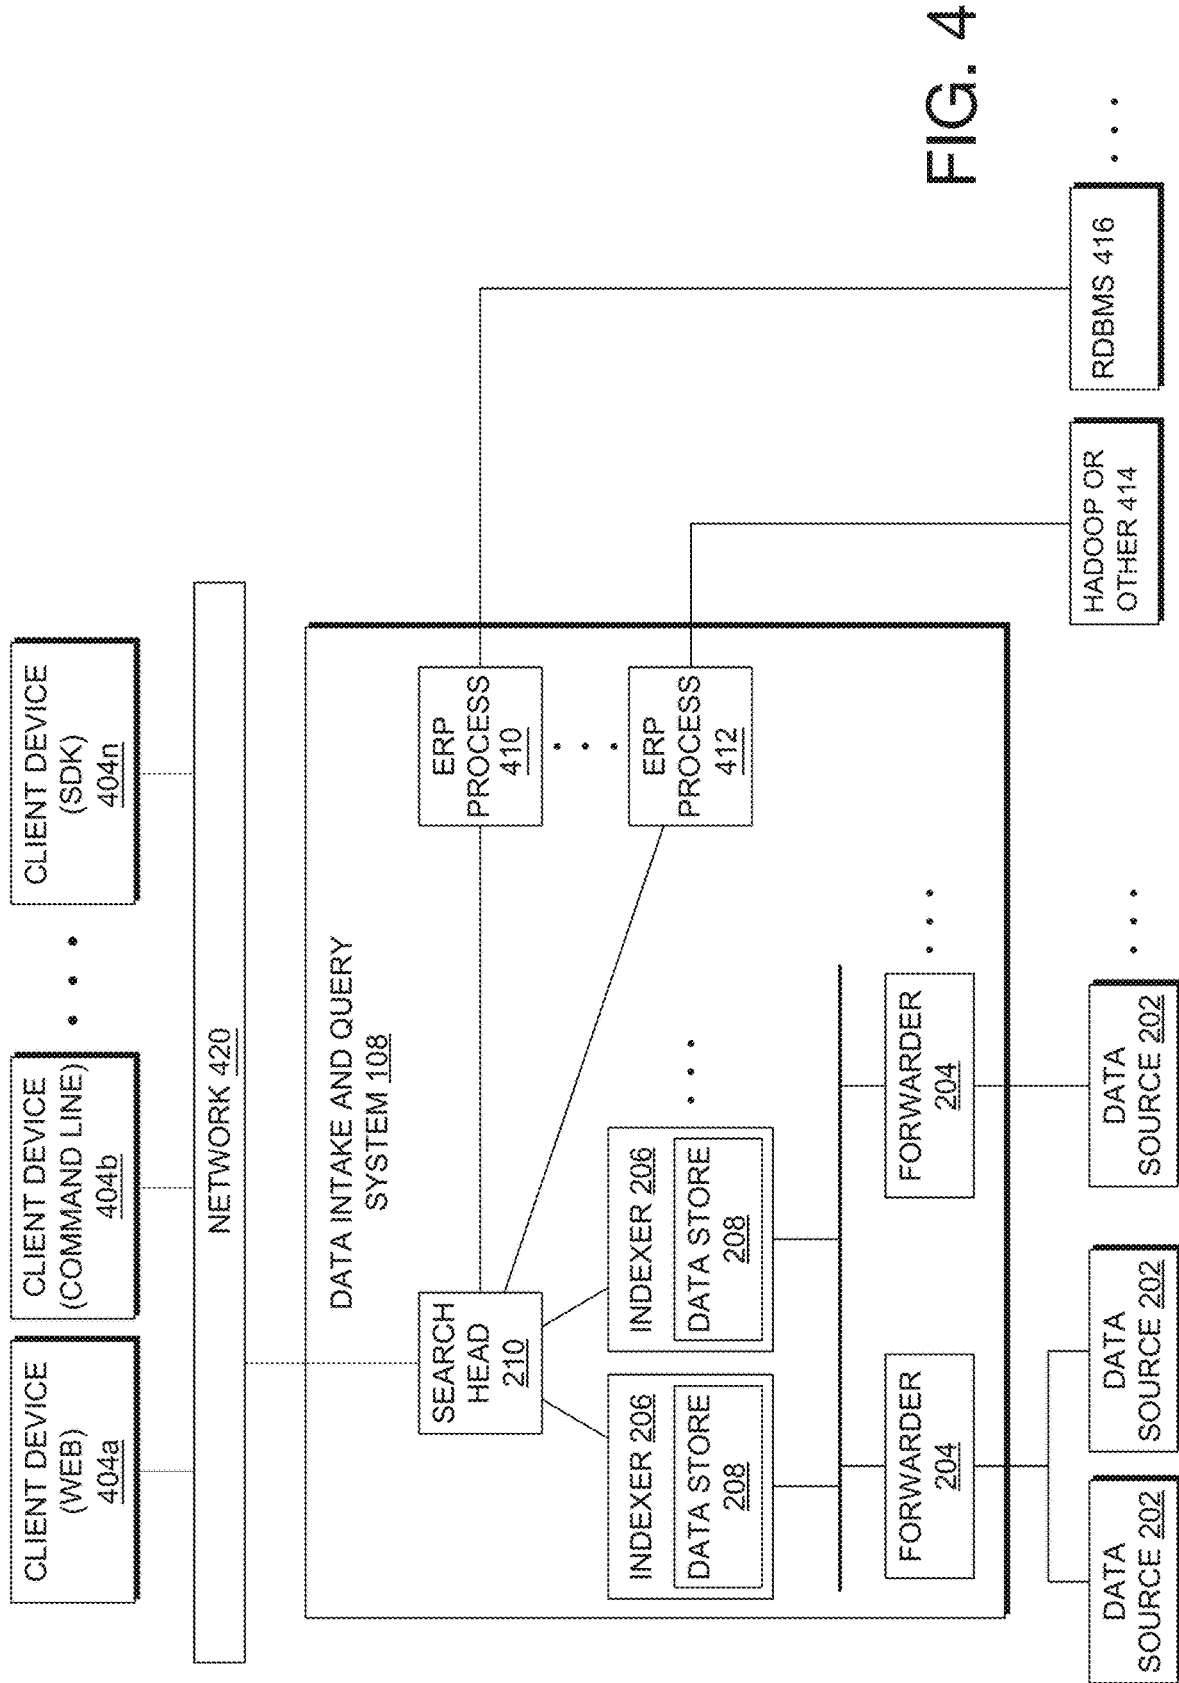 CLIENT DEVICE
(WEB)
404a
CLIENT DEVICE
(COMMAND LINE)
404b
CLIENT DEVICE
(SDK)
404n
NETWORK 420
DATA INTAKE AND QUERY
SYSTEM 108
SEARCH
HEAD
210
ERP
PROCESS
410
ERP
PROCESS
412
INDEXER 206
DATA STORE
208
INDEXER 206
DATA STORE
208
FORWARDER
204
FORWARDER
204
DATA
SOURCE 202
DATA
SOURCE 202
DATA
SOURCE 202
HADOOP OR
OTHER 414
RDBMS 416
FIG. 4